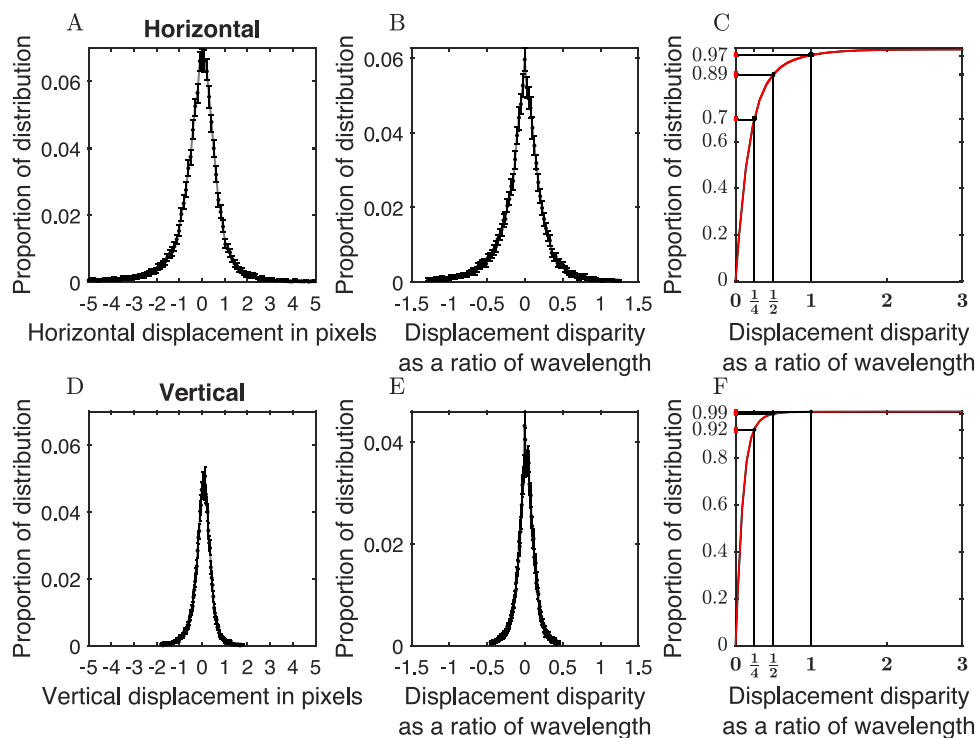 A
Horizontal
Proportion of distribution
0.06
0.04
0.02
0
-5 -4 -3 -2 -1 0 1 2 3 4 5
Horizontal displacement in pixels
B
Proportion of distribution
0.06
0.04
0.02
0
-1.5 -1 -0.5 0 0.5 1 1.5
Displacement disparity
as a ratio of wavelength
C
Proportion of distribution
0.97
0.89
0.7
0.6
0.4
0.2
0
0 1/4 1/2 1 2 3
Displacement disparity
as a ratio of wavelength
D
Vertical
Proportion of distribution
0.06
0.04
0.02
0
-5 -4 -3 -2 -1 0 1 2 3 4 5
Vertical displacement in pixels
E
Proportion of distribution
0.04
0.02
0
-1.5 -1 -0.5 0 0.5 1 1.5
Displacement disparity
as a ratio of wavelength
F
Proportion of distribution
0.99
0.92
0.8
0.6
0.4
0.2
0
0 1/4 1/2 1 2 3
Displacement disparity
as a ratio of wavelength